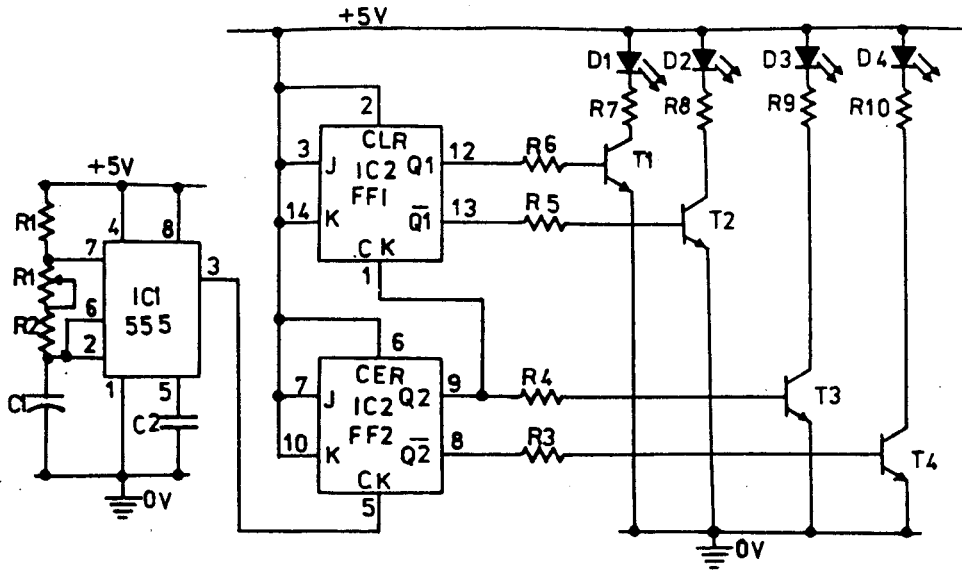 +5V
D1
D2
D3
D4
R7
R8
R9
R10
2
CLR
3
J
IC2
Q1
12
R6
T1
FF1
+5V
14
K
Q̅1̅
13
R5
T2
R1
4
8
CK
7
1
3
R1
IC1
555
6
6
R2
2
CER
7
J
IC2
Q2
9
R4
T3
1
5
FF2
C1
C2
10
K
Q̅2̅
8
R3
T4
CK
0V
5
0V